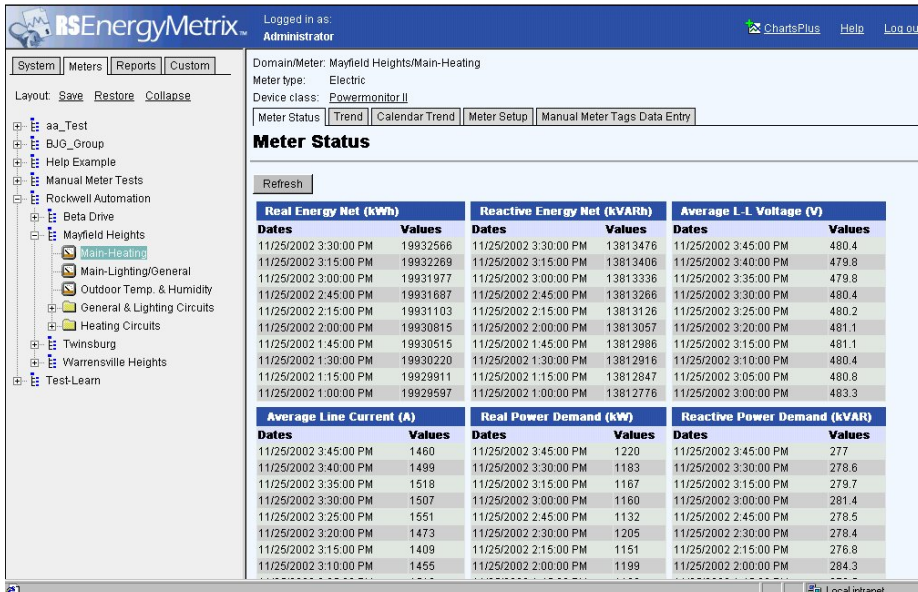 RSEnergyMetrix™
Logged in as:
Administrator
ChartsPlus Help Log ou
System Meters Reports Custom
Layout: Save Restore Collapse
aa_Test
BJG_Group
Help Example
Manual Meter Tests
Rockwell Automation
Beta Drive
Mayfield Heights
Main-Heating
Main-Lighting/General
Outdoor Temp. & Humidity
General & Lighting Circuits
Heating Circuits
Twinsburg
Warrensville Heights
Test-Learn
Domain/Meter: Mayfield Heights/Main-Heating
Meter type: Electric
Device class: Powermonitor II
Meter Status Trend Calendar Trend Meter Setup Manual Meter Tags Data Entry
Meter Status
Refresh
Real Energy Net (kWh) Reactive Energy Net (kVARh) Average L-L Voltage (V)
Dates Values Dates Values Dates Values
11/25/2002 3:30:00 PM 19932566 11/25/2002 3:30:00 PM 13813476 11/25/2002 3:45:00 PM 480.4
11/25/2002 3:15:00 PM 19932269 11/25/2002 3:15:00 PM 13813406 11/25/2002 3:40:00 PM 479.8
11/25/2002 3:00:00 PM 19931977 11/25/2002 3:00:00 PM 13813336 11/25/2002 3:35:00 PM 479.8
11/25/2002 2:45:00 PM 19931687 11/25/2002 2:45:00 PM 13813266 11/25/2002 3:30:00 PM 480.4
11/25/2002 2:15:00 PM 19931103 11/25/2002 2:15:00 PM 13813126 11/25/2002 3:25:00 PM 480.2
11/25/2002 2:00:00 PM 19930815 11/25/2002 2:00:00 PM 13813057 11/25/2002 3:20:00 PM 481.1
11/25/2002 1:45:00 PM 19930515 11/25/2002 1:45:00 PM 13812986 11/25/2002 3:15:00 PM 481.1
11/25/2002 1:30:00 PM 19930220 11/25/2002 1:30:00 PM 13812916 11/25/2002 3:10:00 PM 480.4
11/25/2002 1:15:00 PM 19929911 11/25/2002 1:15:00 PM 13812847 11/25/2002 3:05:00 PM 480.8
11/25/2002 1:00:00 PM 19929597 11/25/2002 1:00:00 PM 13812776 11/25/2002 3:00:00 PM 483.3
Average Line Current (A) Real Power Demand (kW) Reactive Power Demand (kVAR)
Dates Values Dates Values Dates Values
11/25/2002 3:45:00 PM 1460 11/25/2002 3:45:00 PM 1220 11/25/2002 3:45:00 PM 277
11/25/2002 3:40:00 PM 1499 11/25/2002 3:30:00 PM 1183 11/25/2002 3:30:00 PM 278.6
11/25/2002 3:35:00 PM 1518 11/25/2002 3:15:00 PM 1167 11/25/2002 3:15:00 PM 279.7
11/25/2002 3:30:00 PM 1507 11/25/2002 3:00:00 PM 1160 11/25/2002 3:00:00 PM 281.4
11/25/2002 3:25:00 PM 1551 11/25/2002 2:45:00 PM 1132 11/25/2002 2:45:00 PM 278.5
11/25/2002 3:20:00 PM 1473 11/25/2002 2:30:00 PM 1205 11/25/2002 2:30:00 PM 278.4
11/25/2002 3:15:00 PM 1409 11/25/2002 2:15:00 PM 1151 11/25/2002 2:15:00 PM 276.8
11/25/2002 3:10:00 PM 1455 11/25/2002 2:00:00 PM 1199 11/25/2002 2:00:00 PM 284.3
Local intranet